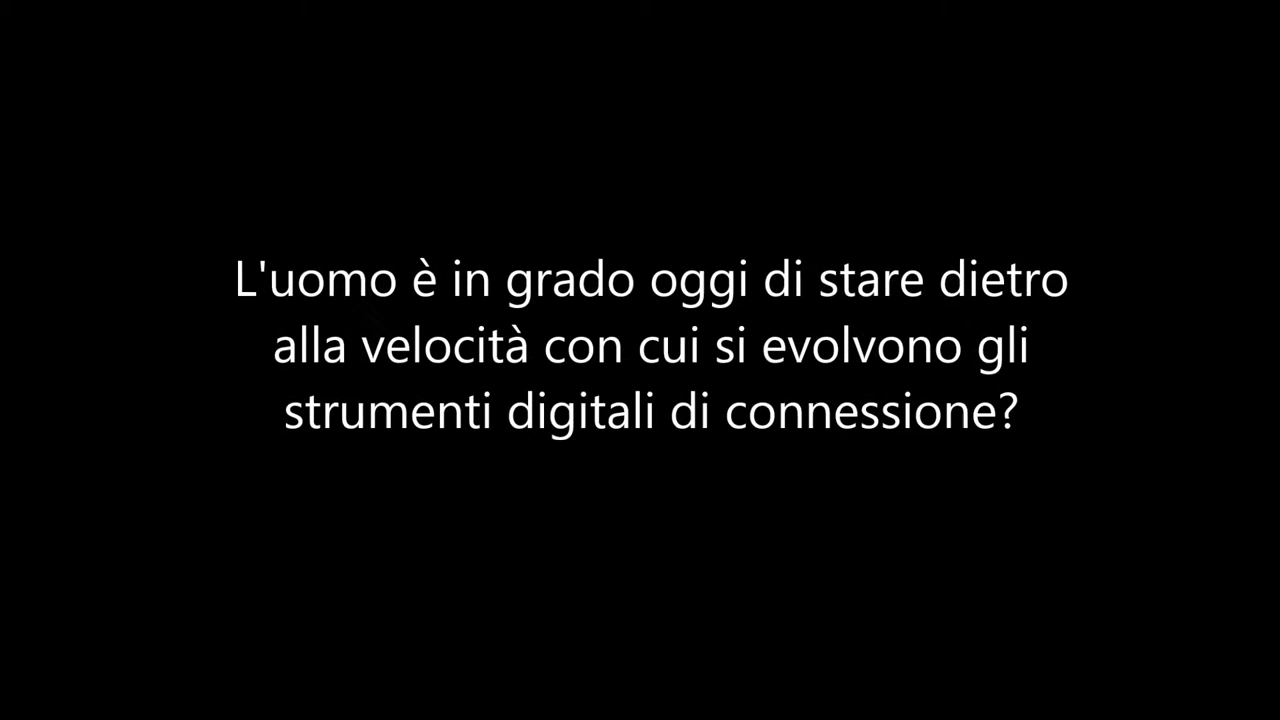 L'uomo è in grado oggi di stare dietro
alla velocità con cui si evolvono gli
strumenti digitali di connessione?